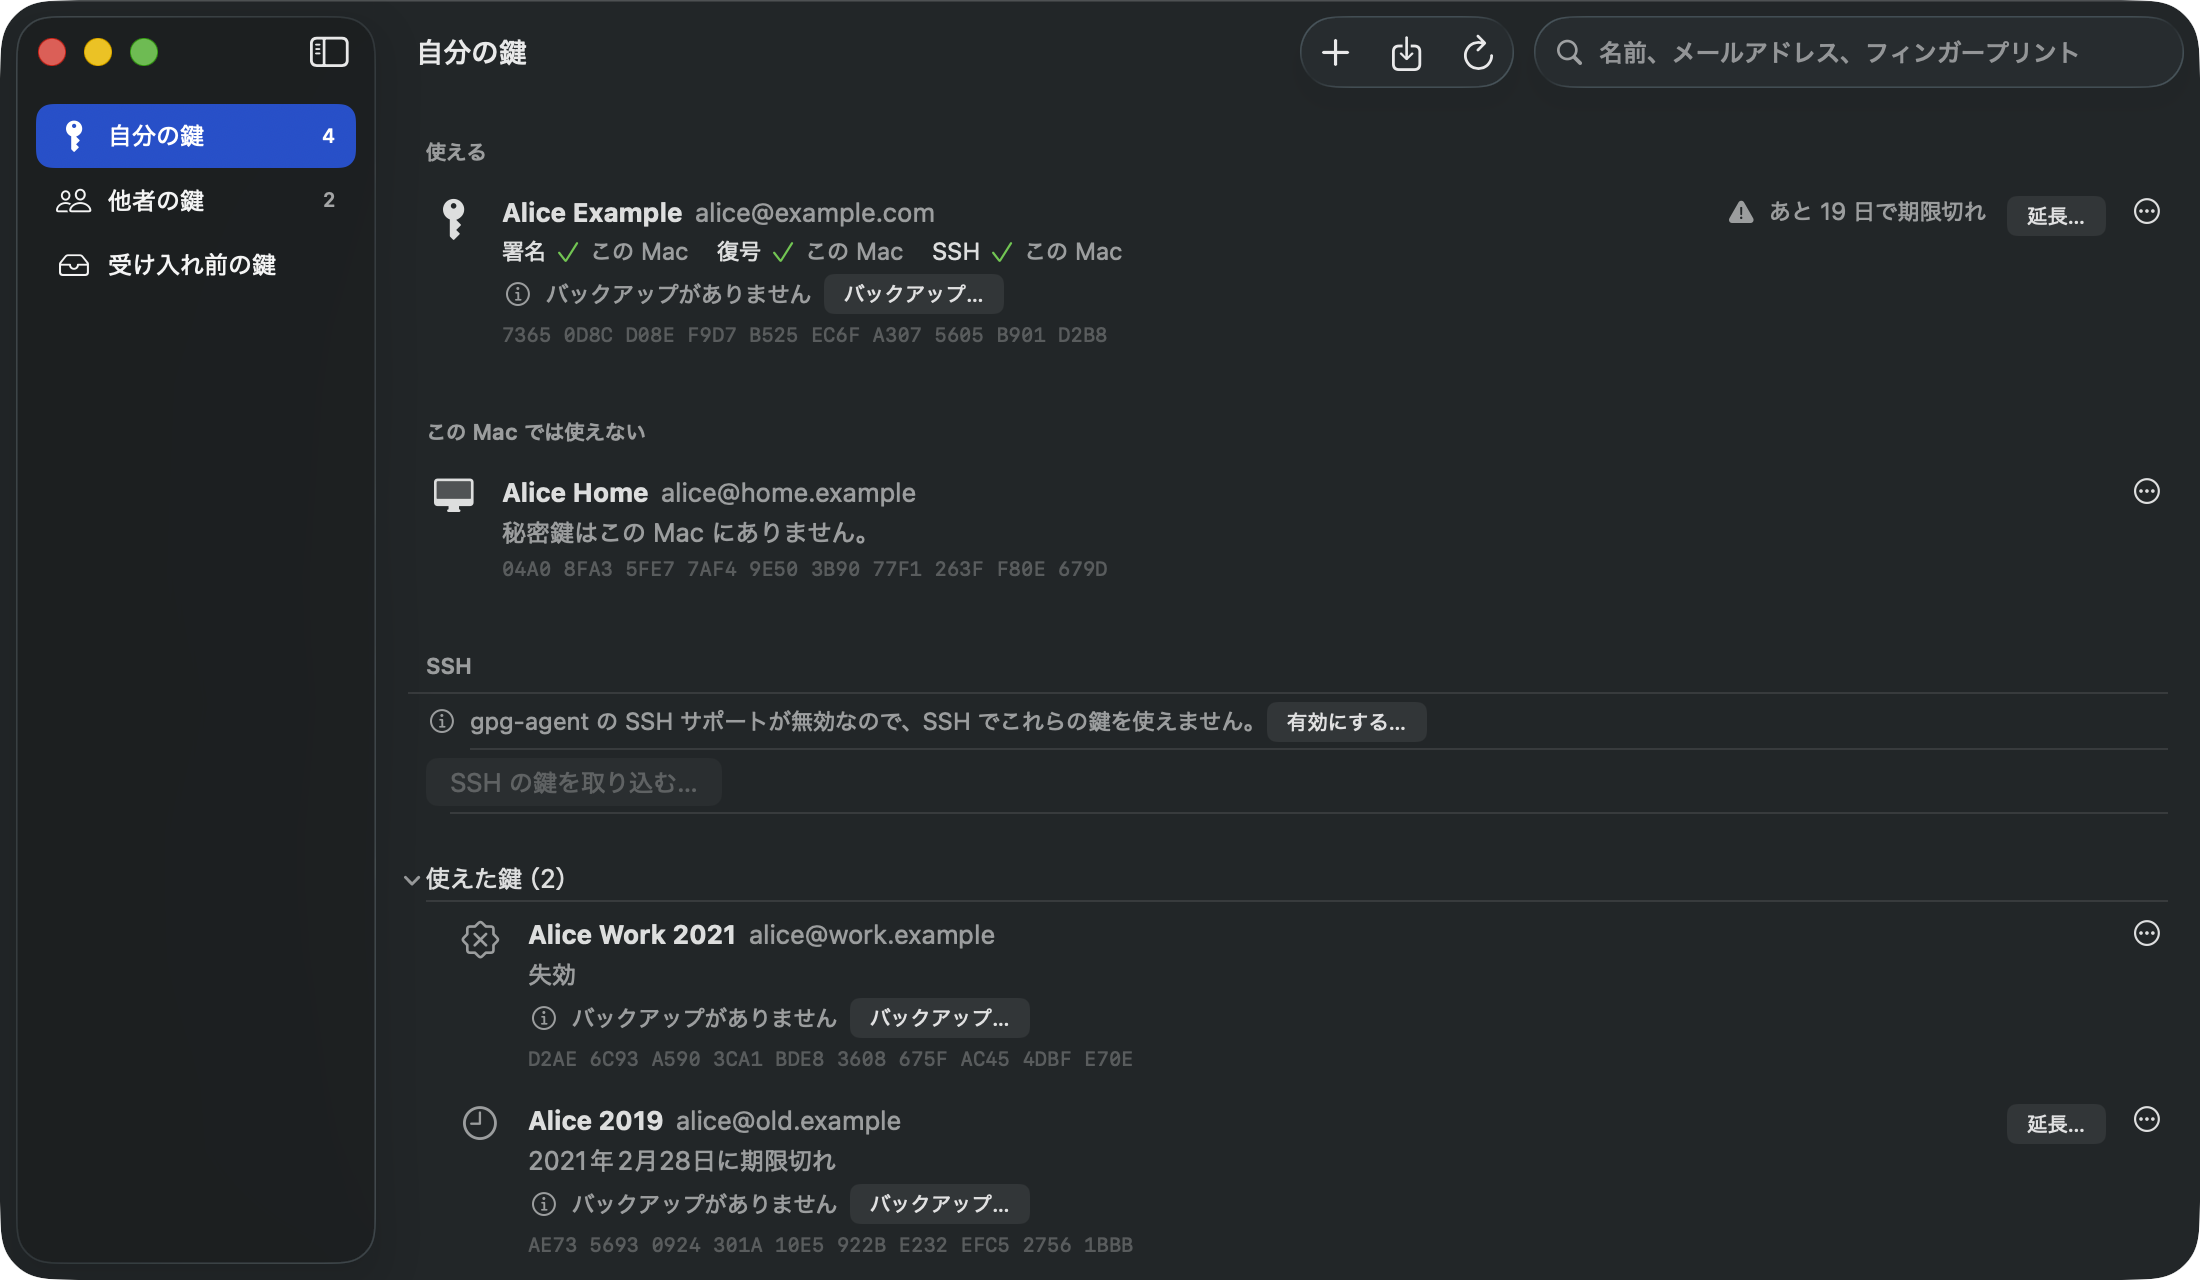 自分の鍵 4
他者の鍵 2
受け入れ前の鍵
自分の鍵
名前、メールアドレス、フィンガープリント
使える
Alice Example alice@example.com
あと 19 日で期限切れ 延長...
署名 ✓ この Mac 復号 ✓ この Mac SSH ✓ この Mac
バックアップがありません バックアップ...
7365 0D8C D08E F9D7 B525 EC6F A307 5605 B901 D2B8
この Mac では使えない
Alice Home alice@home.example
秘密鍵はこの Mac にありません。
04A0 8FA3 5FE7 7AF4 9E50 3B90 77F1 263F F80E 679D
SSH
gpg-agent の SSH サポートが無効なので、SSH でこれらの鍵を使えません。 有効にする...
SSH の鍵を取り込む...
使えた鍵 (2)
Alice Work 2021 alice@work.example
失効
バックアップがありません バックアップ...
D2AE 6C93 A590 3CA1 BDE8 3608 675F AC45 4DBF E70E
Alice 2019 alice@old.example
延長...
2021年2月28日に期限切れ
バックアップがありません バックアップ...
AE73 5693 0924 301A 10E5 922B E232 EFC5 2756 1BBB